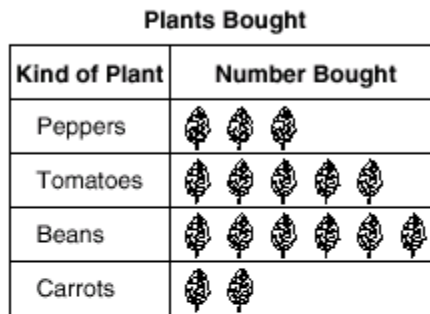 Plants Bought
Kind of Plant Number Bought
Peppers
Tomatoes
Beans
Carrots